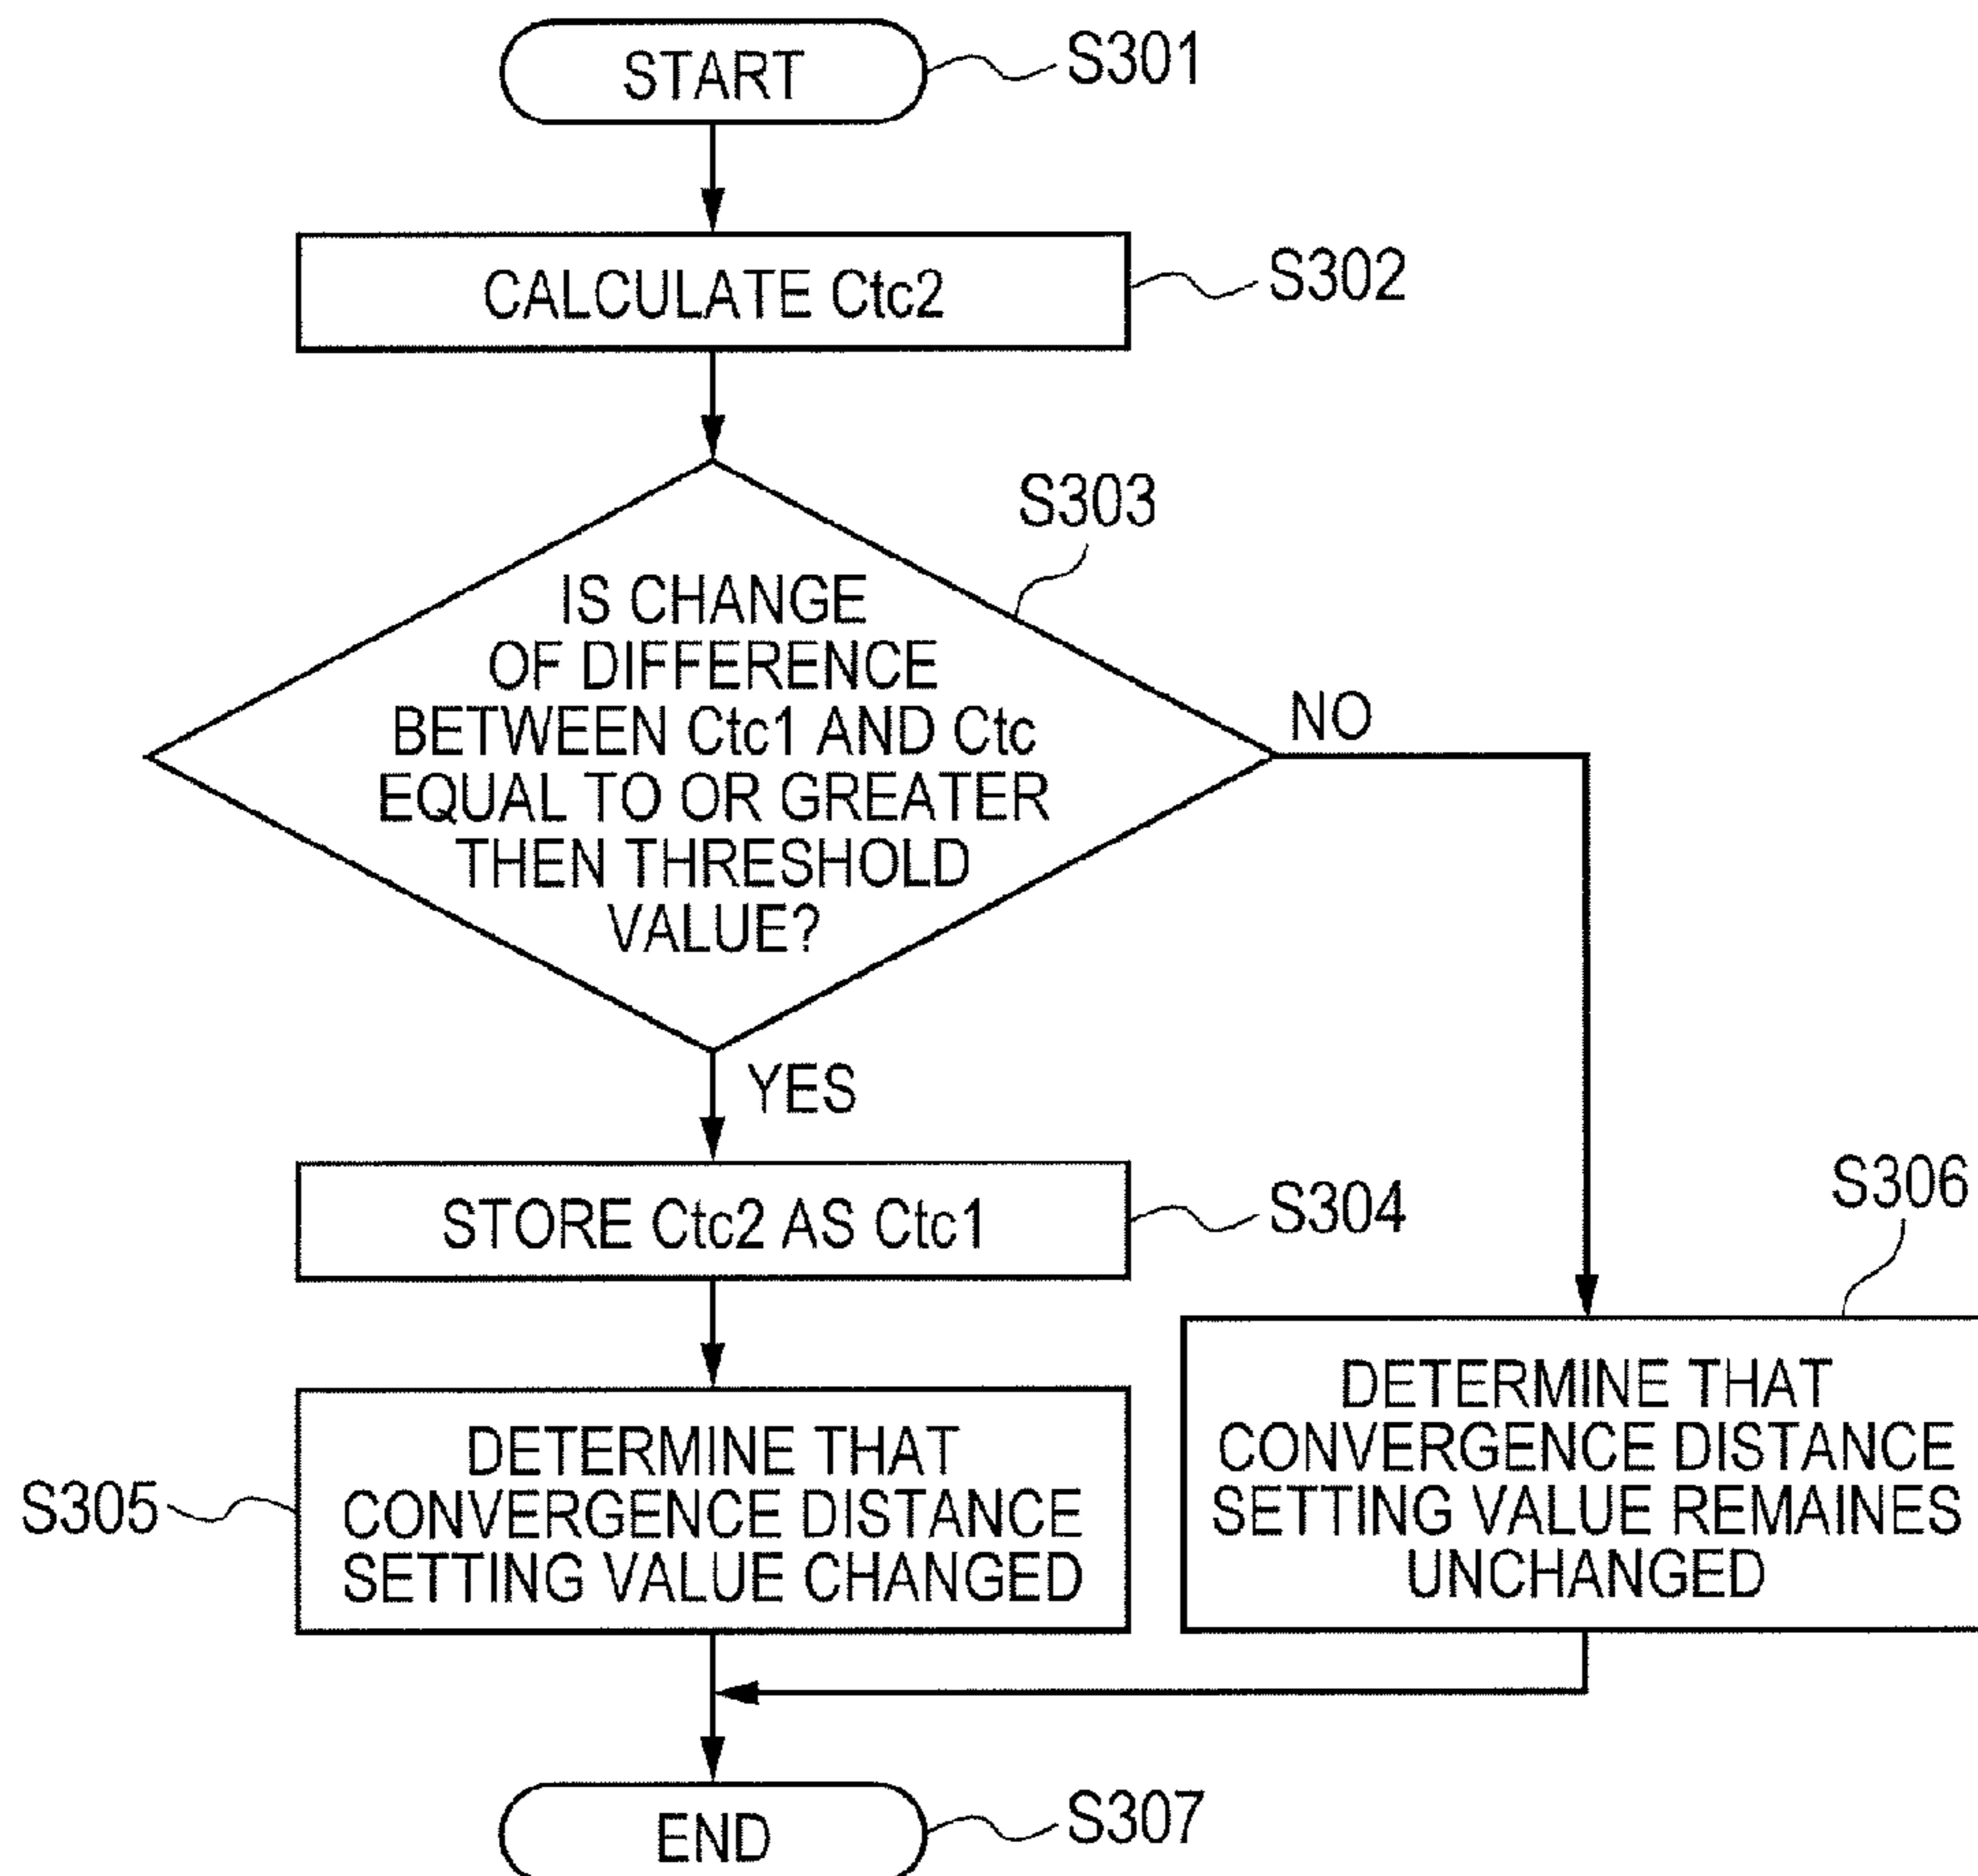 START
S301
CALCULATE Ctc2
S302
S303
IS CHANGE
OF DIFFERENCE
BETWEEN Ctc1 AND Ctc
EQUAL TO OR GREATER
THEN THRESHOLD
VALUE?
NO
YES
STORE Ctc2 AS Ctc1
S304
S306
DETERMINE THAT
CONVERGENCE DISTANCE
SETTING VALUE CHANGED
S305
DETERMINE THAT
CONVERGENCE DISTANCE
SETTING VALUE REMAINES
UNCHANGED
END
S307